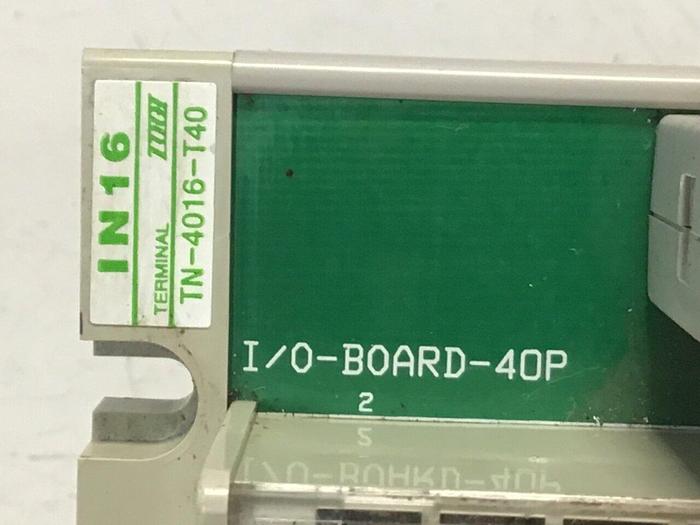 IN16
TERMINAL
TN-4016-T40
I/O-BOARD-40P
2